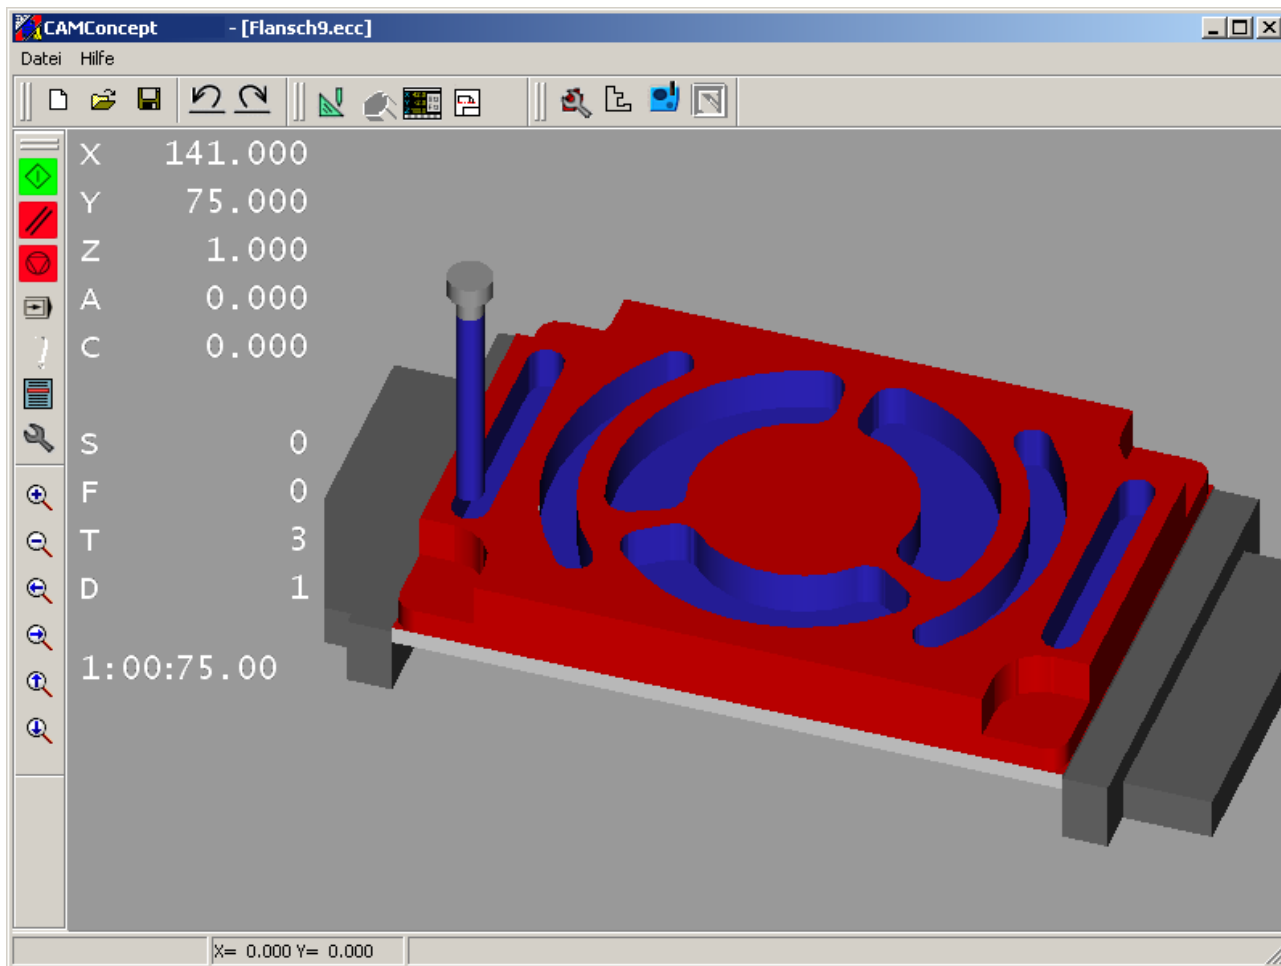 CAMConcept - [Flansch9.ecc]
Datei Hilfe
X 141.000
Y 75.000
Z 1.000
A 0.000
C 0.000
S 0
F 0
T 3
D 1
1:00:75.00
X= 0.000 Y= 0.000